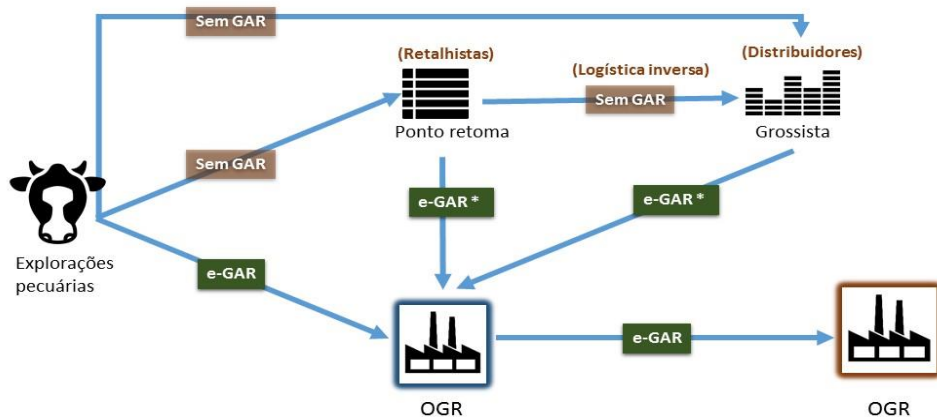 Sem GAR
(Retalhistas)
(Distribuidores)
(Logística inversa)
Sem GAR
Ponto retoma
Grossista
Sem GAR
e-GAR *
e-GAR *
Explorações
pecuárias
e-GAR
e-GAR
OGR
OGR